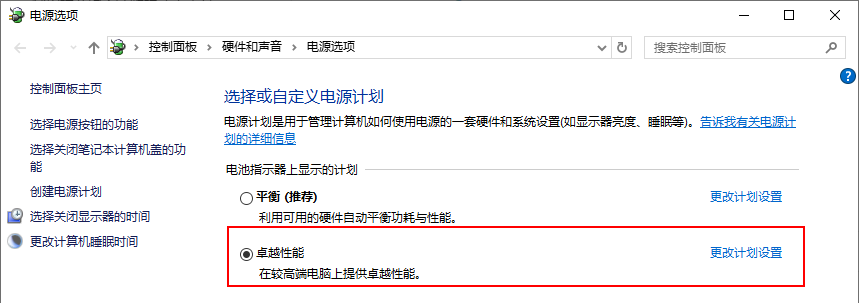 电源选项
控制面板 硬件和声音 电源选项
搜索控制面板
?
控制面板主页
选择电源按钮的功能
选择关闭笔记本计算机盖的功
能
创建电源计划
选择关闭显示器的时间
更改计算机睡眠时间
选择或自定义电源计划
电源计划是用于管理计算机如何使用电源的一套硬件和系统设置(如显示器亮度、睡眠等)。告诉我有关电源计
划的详细信息
电池指示器上显示的计划
平衡 (推荐) 更改计划设置
利用可用的硬件自动平衡功耗与性能。
卓越性能 更改计划设置
在较高端电脑上提供卓越性能。